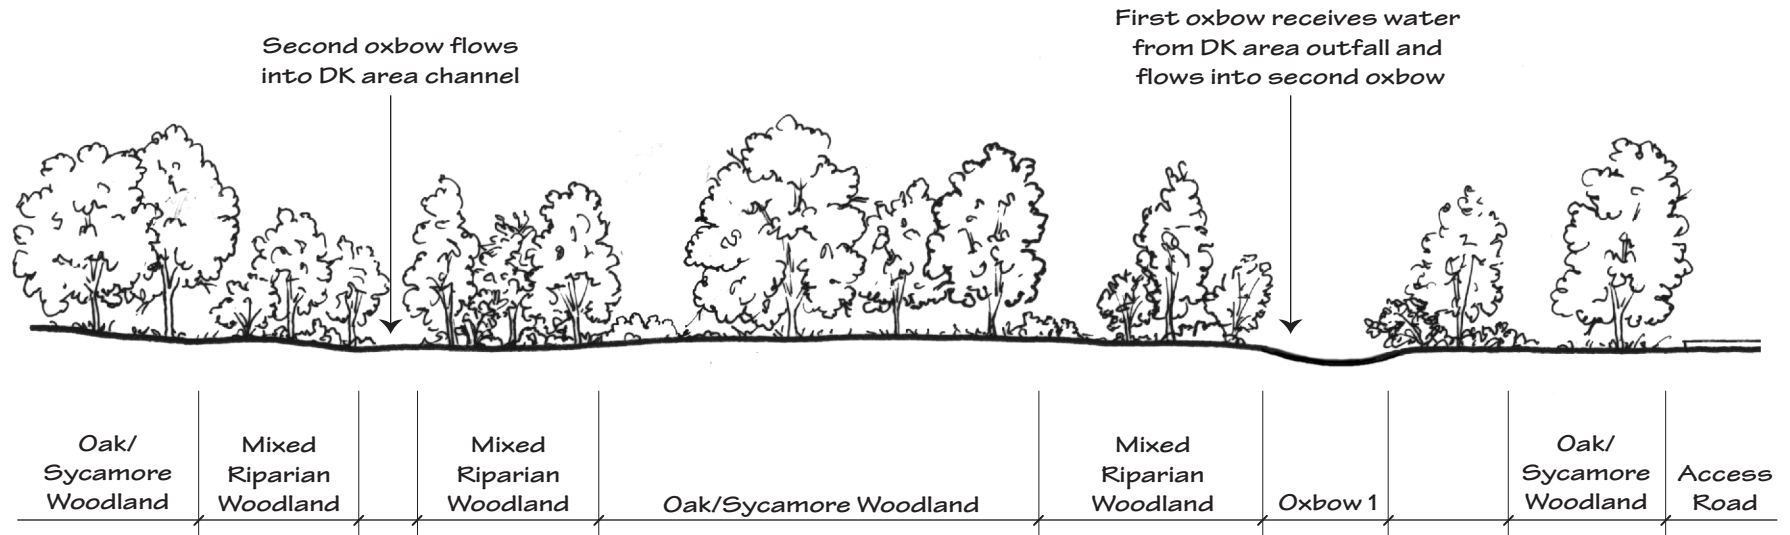 Second oxbow flows
into DK area channel
First oxbow receives water
from DK area outfall and
flows into second oxbow
Oak/
Sycamore
Woodland
Mixed
Riparian
Woodland
Mixed
Riparian
Woodland
Oak/Sycamore Woodland
Mixed
Riparian
Woodland
Oxbow 1
Oak/
Sycamore
Woodland
Access
Road